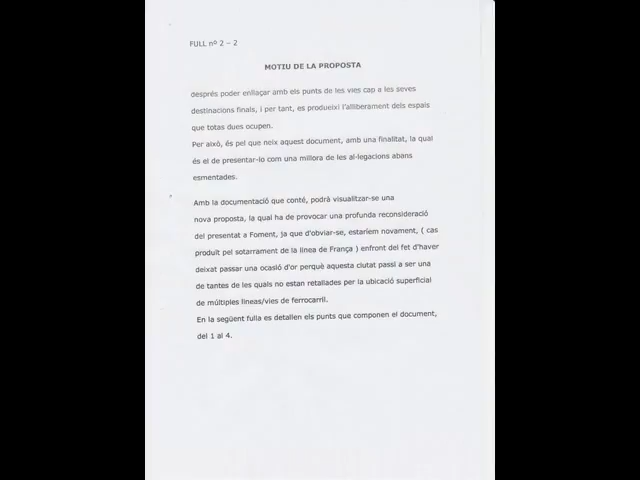 FULL nº 2 – 2
MOTIU DE LA PROPOSTA
després poder enllaçar amb els punts de les vies cap a les seves
destinacions finals, i per tant, es produeixi l'alliberament dels espais
que totas dues ocupen.
Per això, és pel que neix aquest document, amb una finalitat, la qual
és el de presentar-lo com una millora de les al·legacions abans
esmentades.
Amb la documentació que conté, podrà visualitzar-se una
nova proposta, la qual ha de provocar una profunda reconsideració
del presentat a Foment, ja que d'obviar-se, estaríem novament, ( cas
produït pel soterrament de la linea de França ) enfront del fet d'haver
deixat passar una ocasió d'or perquè aquesta ciutat passi a ser una
de tantes de les quals no estan retallades per la ubicació superficial
de múltiples lineas/vies de ferrocarril.
En la següent fulla es detallen els punts que componen el document,
del 1 al 4.